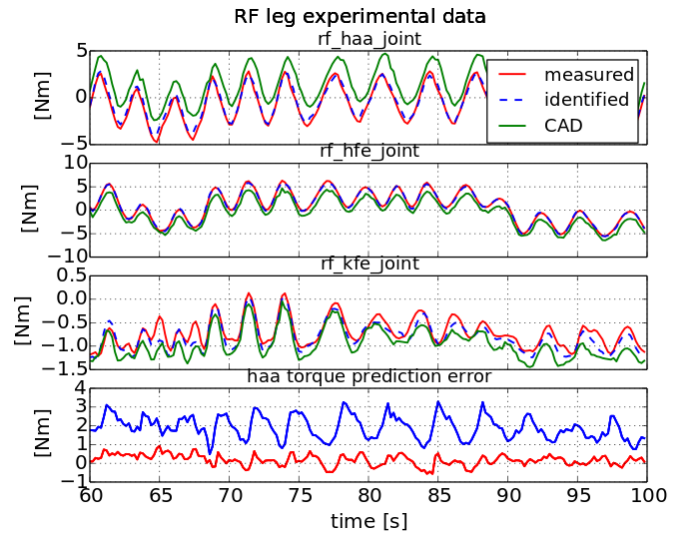 RF leg experimental data
rf_haa_joint
5
0
−5
[Nm]
measured
identified
CAD
rf_hfe_joint
10
5
0
−5
−10
[Nm]
rf_kfe_joint
0.5
0.0
−0.5
−1.0
−1.5
[Nm]
haa torque prediction error
4
3
2
1
0
−1
[Nm]
60 65 70 75 80 85 90 95 100
time [s]